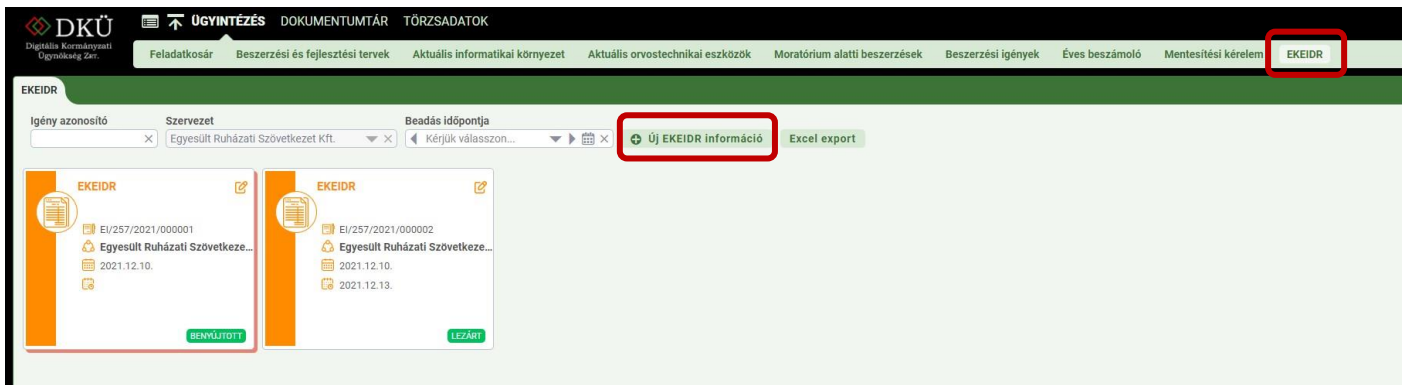 DKÜ
Digitális Kormányzati
Ügynökség Zrt.
ÜGYINTÉZÉS DOKUMENTUMTÁR TÖRZSADATOK
Feladatkosár Beszerzési és fejlesztési tervek Aktuális informatikai környezet Aktuális orvostechnikai eszközök Moratórium alatti beszerzések Beszerzési igények Éves beszámoló Mentesítési kérelem EKEIDR
EKEIDR
Igény azonosító Szervezet Beadás időpontja
Egyesült Ruházati Szövetkezet Kft. Kérjük válasszon... Új EKEIDR információ Excel export
EKEIDR EKEIDR
EI/257/2021/000001 EI/257/2021/000002
Egyesült Ruházati Szövetkeze... Egyesült Ruházati Szövetkeze...
2021.12.10. 2021.12.10.
2021.12.13.
BENYÚJTOTT LEZÁRT